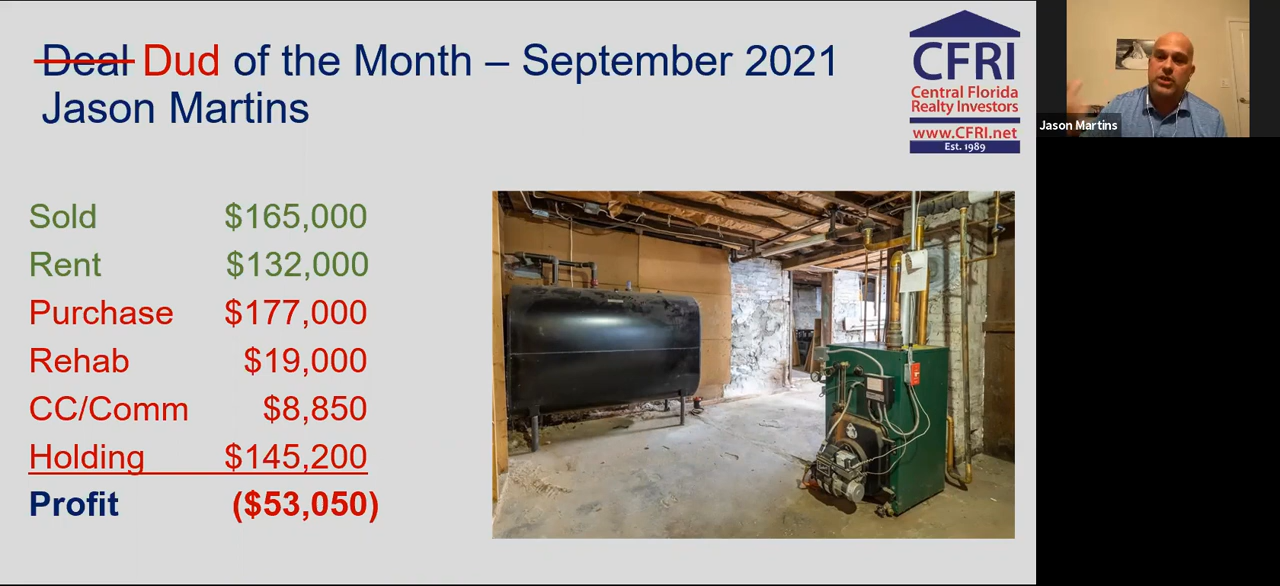 Deal Dud of the Month – September 2021
Jason Martins
CFRI
Central Florida
Realty Investors
www.CFRI.net
Est. 1989
Jason Martins
Sold $165,000
Rent $132,000
Purchase $177,000
Rehab $19,000
CC/Comm $8,850
Holding $145,200
Profit ($53,050)